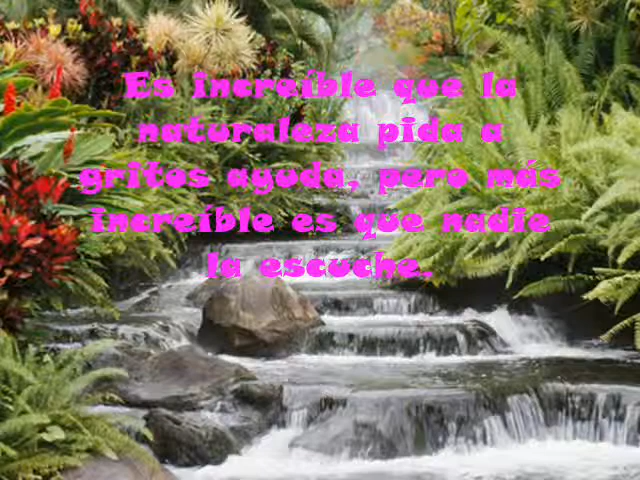 Es increíble que la
naturaleza pida a
gritos ayuda, pero más
increíble es que nadie
la escuche.